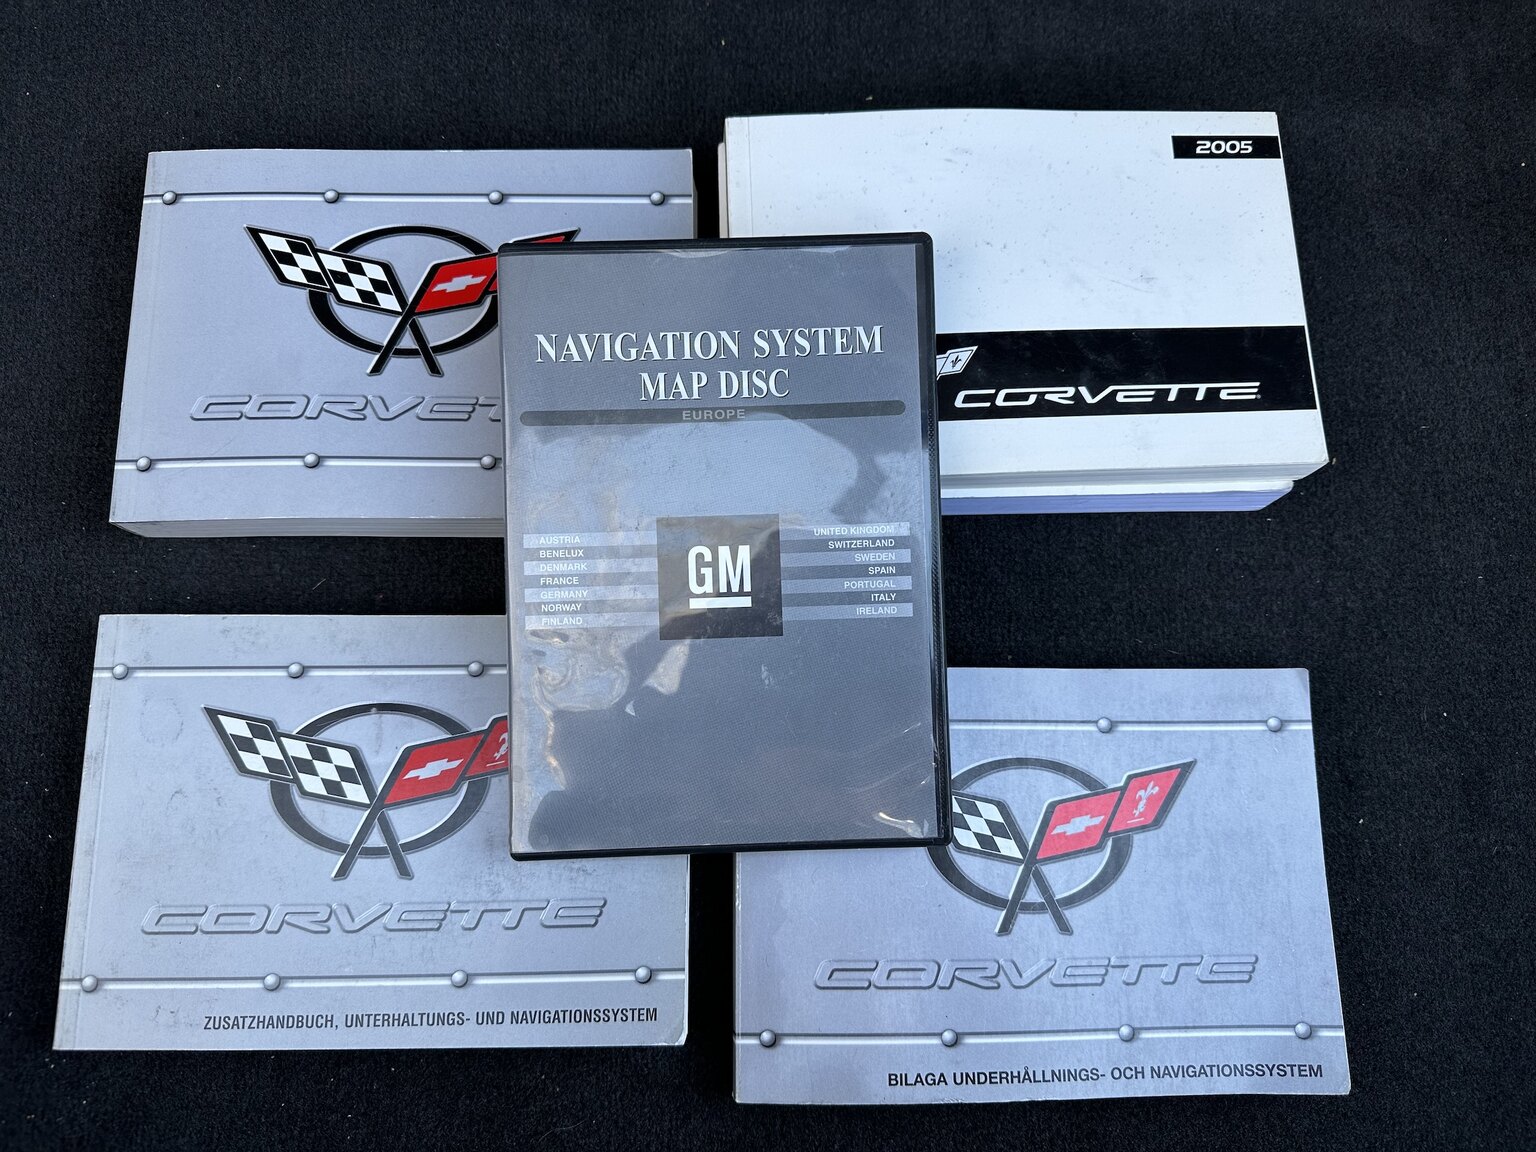 2005
CORVETTE
NAVIGATION SYSTEM
MAP DISC
EUROPE
AUSTRIA
BENELUX
DENMARK
FRANCE
GERMANY
NORWAY
FINLAND
GM
UNITED KINGDOM
SWITZERLAND
SWEDEN
SPAIN
PORTUGAL
ITALY
IRELAND
CORVET
CORVETTE
ZUSATZHANDBUCH, UNTERHALTUNGS- UND NAVIGATIONSSYSTEM
CORVETTE
BILAGA UNDERHÅLLNINGS- OCH NAVIGATIONSSYSTEM